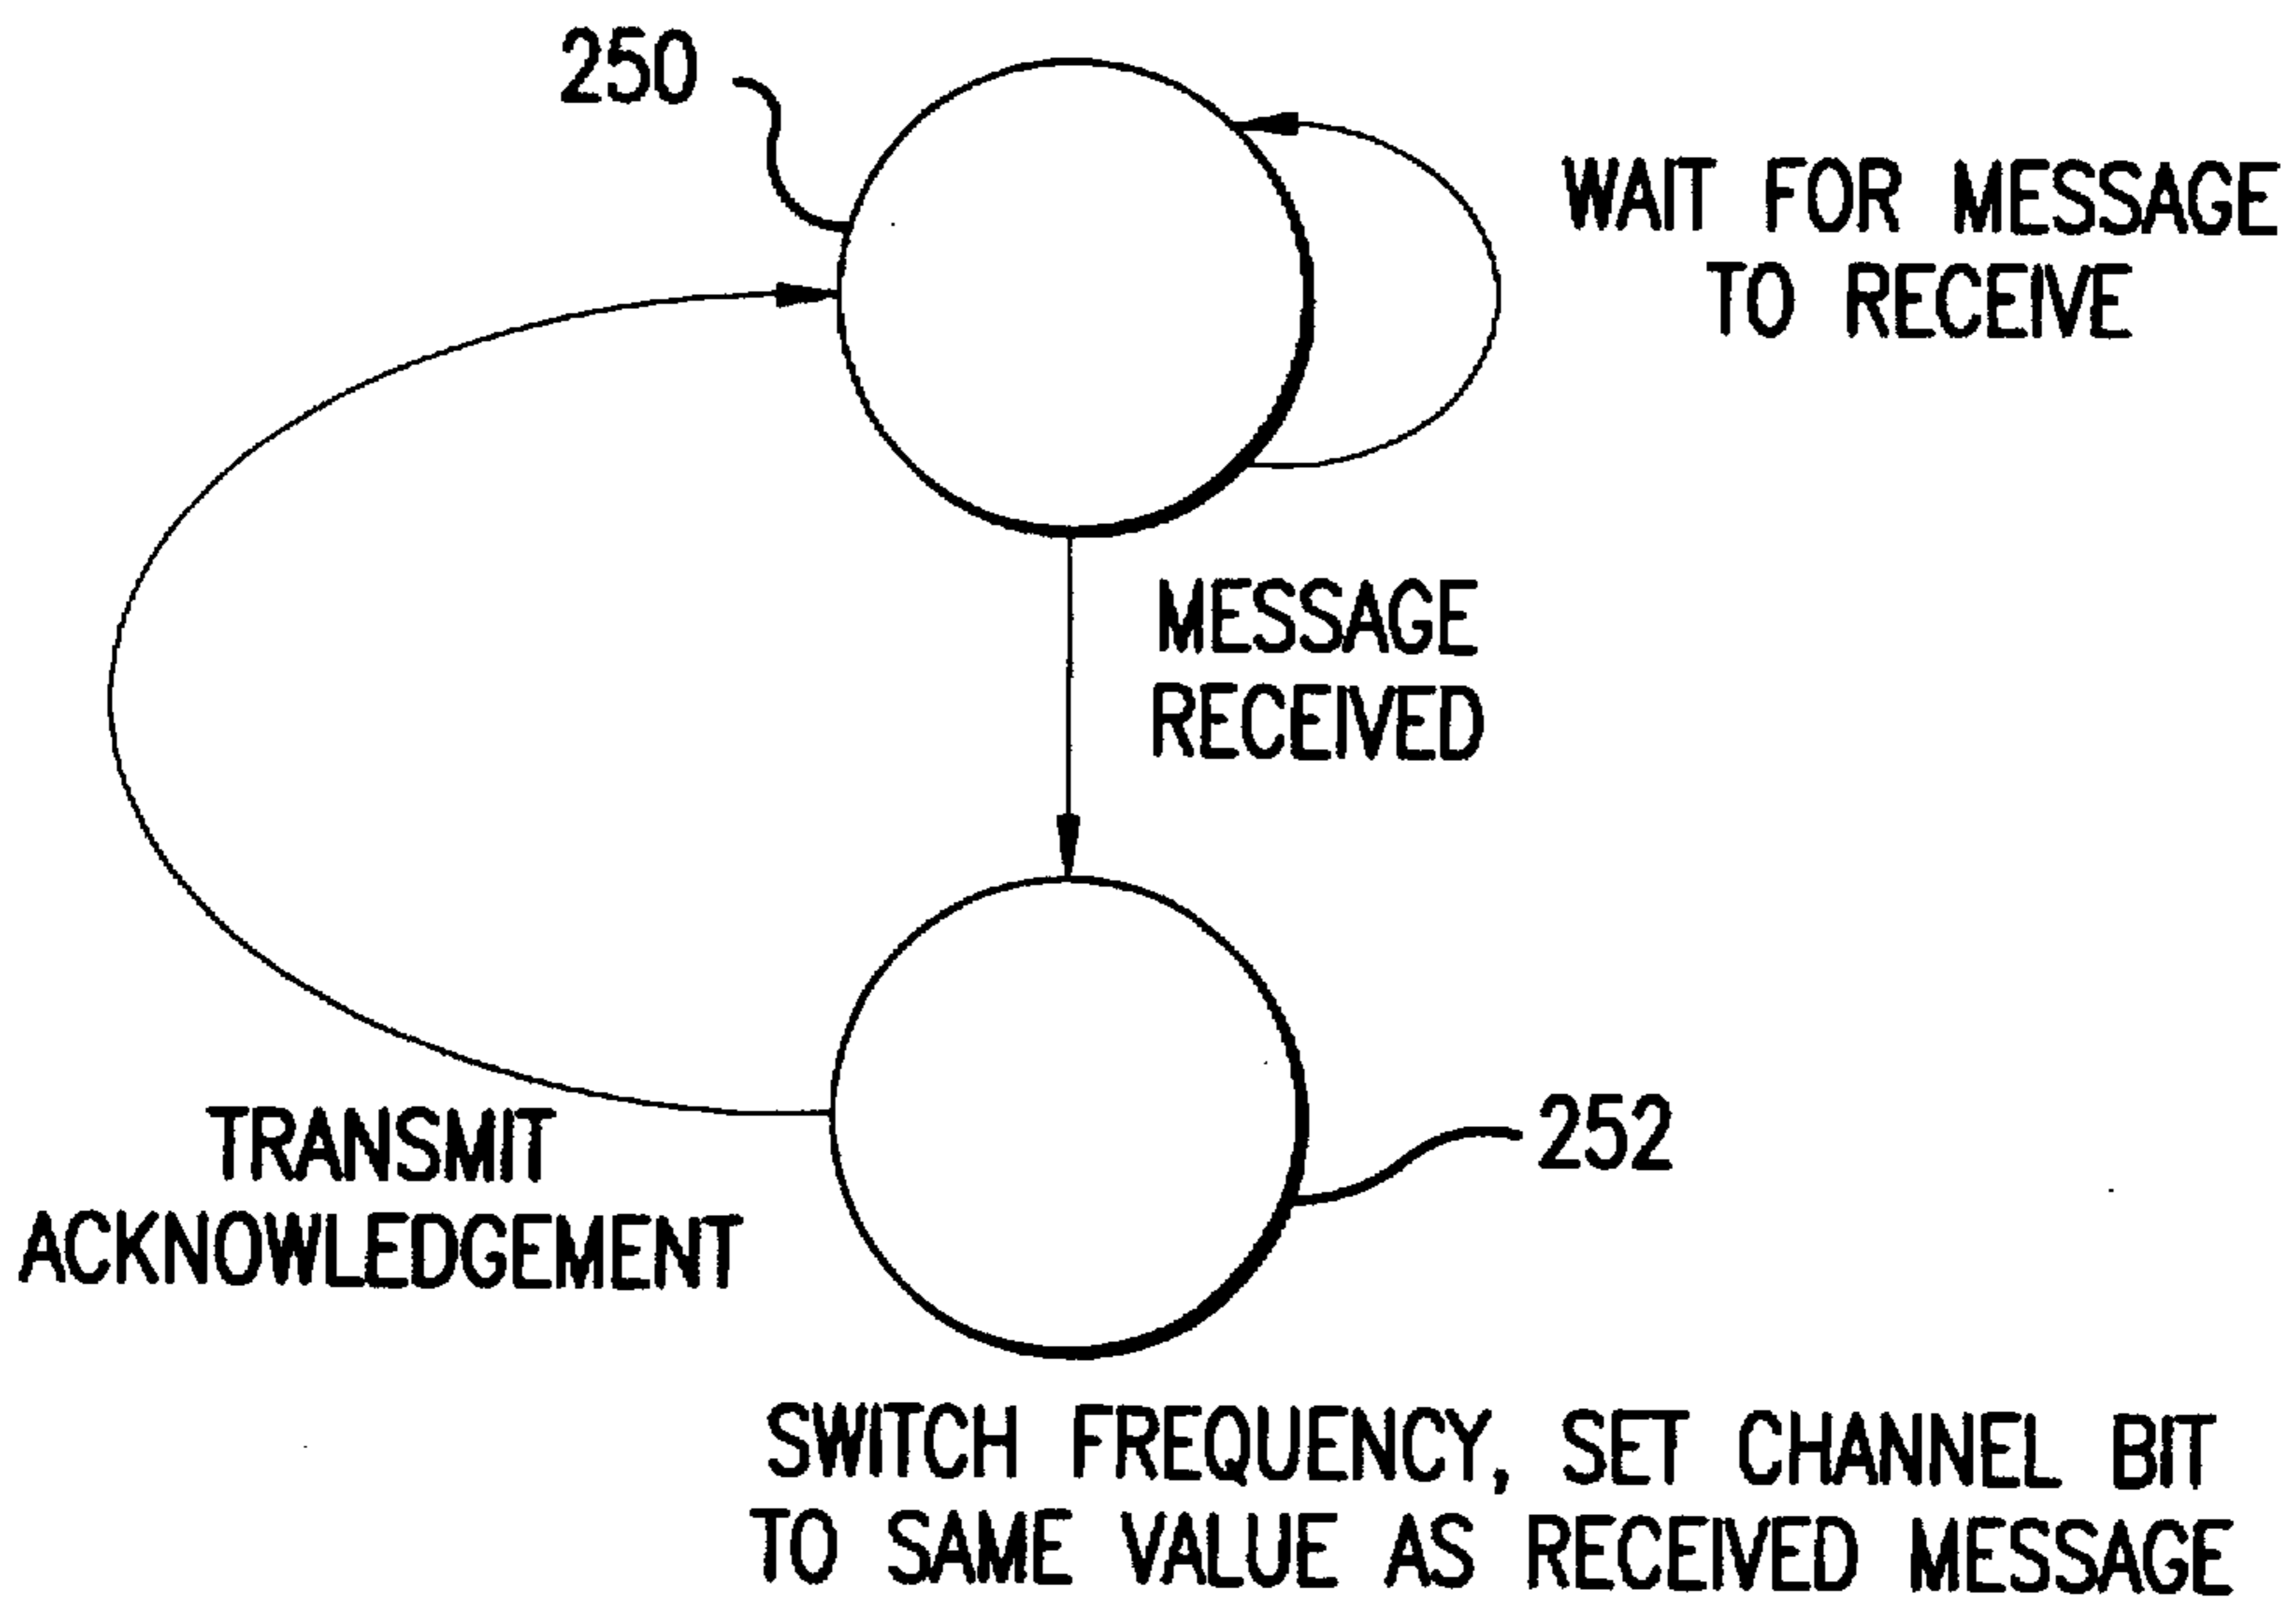 250
WAIT FOR MESSAGE
TO RECEIVE
MESSAGE
RECEIVED
TRANSMIT
ACKNOWLEDGEMENT
252
SWITCH FREQUENCY, SET CHANNEL BIT
TO SAME VALUE AS RECEIVED MESSAGE